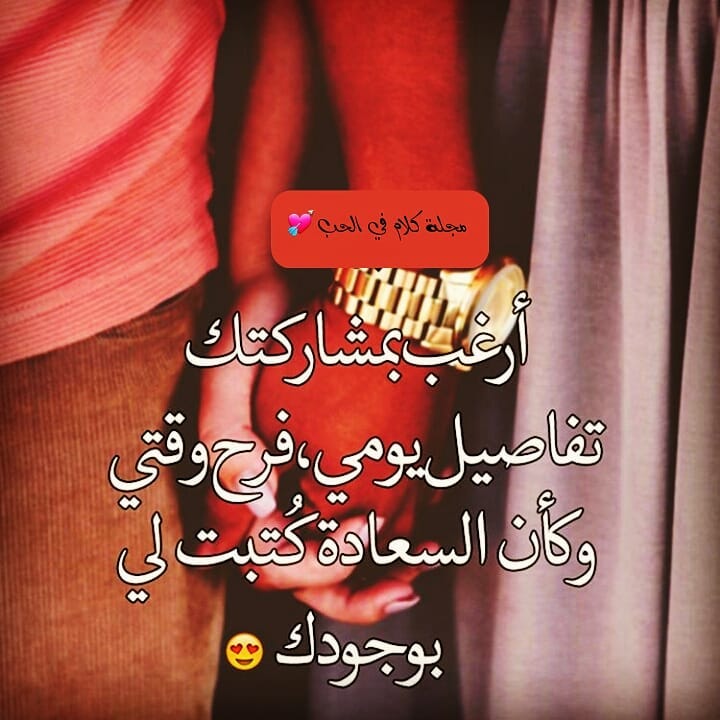 مجلة كلام في الحب 💘
أرغب بمشاركتك
تفاصيل يومي، فرح وقتي
وكأن السعادة كُتبت لي
بوجودك 😍